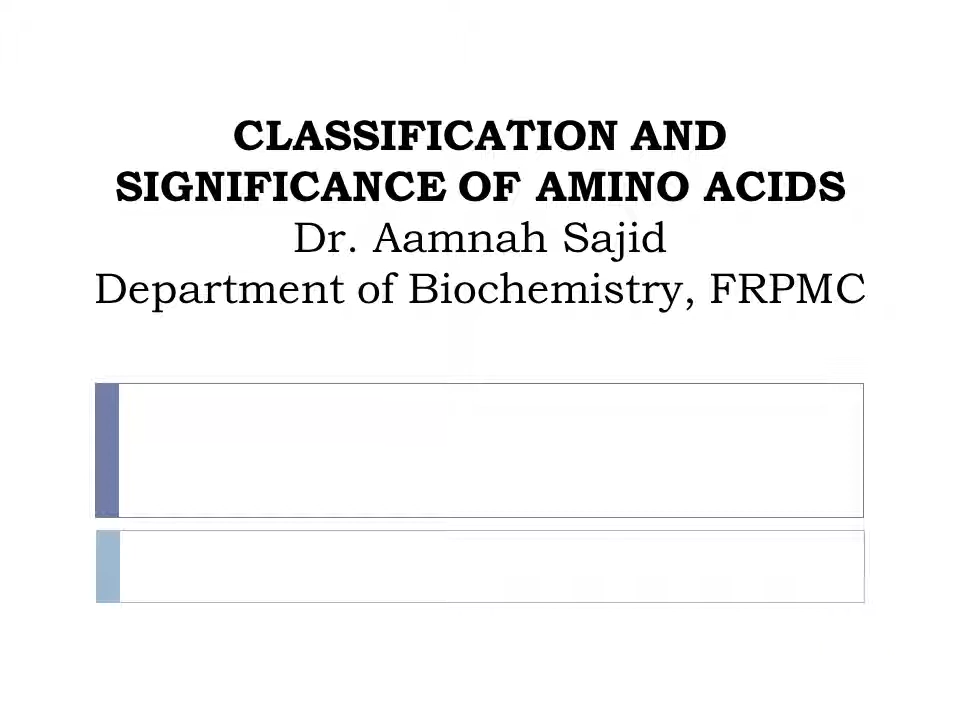 CLASSIFICATION AND
SIGNIFICANCE OF AMINO ACIDS
Dr. Aamnah Sajid
Department of Biochemistry, FRPMC